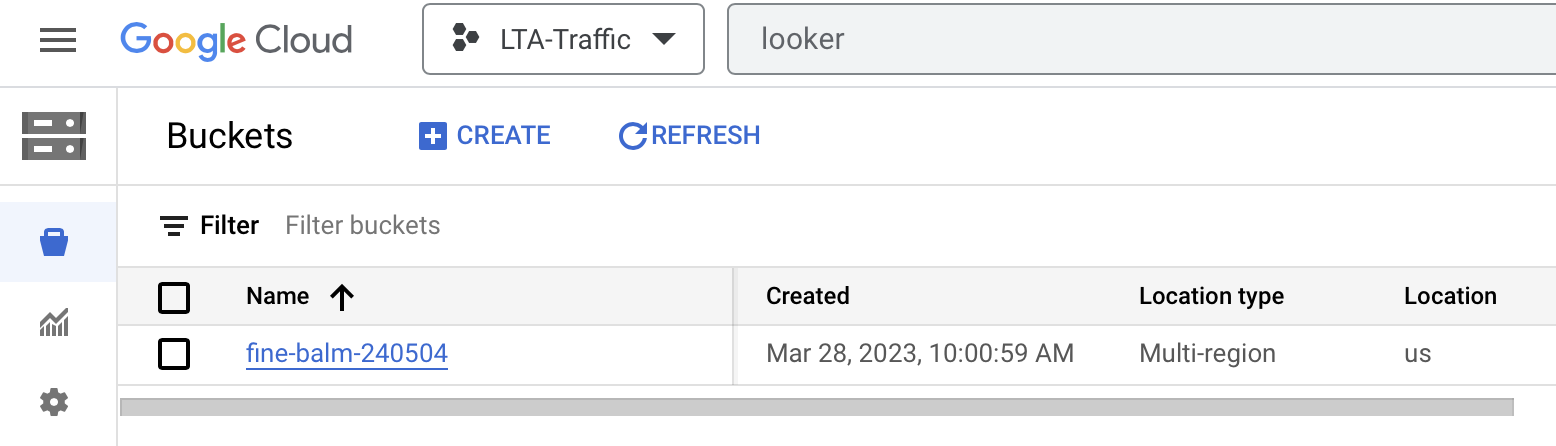 Google Cloud LTA-Traffic looker
Buckets CREATE REFRESH
Filter Filter buckets
Name Created Location type Location
fine-balm-240504 Mar 28, 2023, 10:00:59 AM Multi-region us